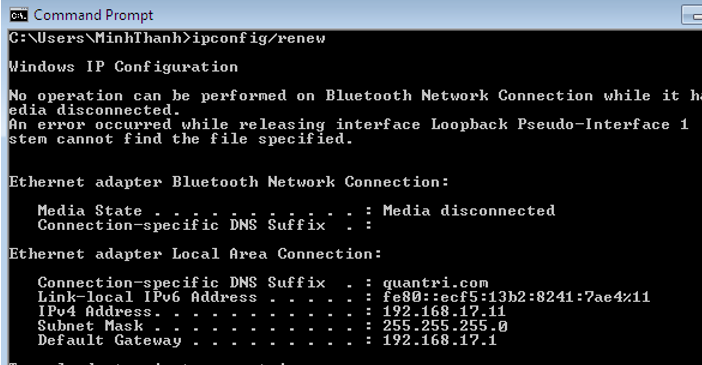 Command Prompt
C:\Users\MinhThanh>ipconfig/renew
Windows IP Configuration
No operation can be performed on Bluetooth Network Connection while it h
edia disconnected.
An error occurred while releasing interface Loopback Pseudo-Interface 1
stem cannot find the file specified.
Ethernet adapter Bluetooth Network Connection:
Media State . . . . . . . . . . . : Media disconnected
Connection-specific DNS Suffix  . :
Ethernet adapter Local Area Connection:
Connection-specific DNS Suffix  . : quantri.com
Link-local IPv6 Address . . . . . : fe80::ecf5:13b2:8241:7ae4%11
IPv4 Address. . . . . . . . . . . : 192.168.17.11
Subnet Mask . . . . . . . . . . . : 255.255.255.0
Default Gateway . . . . . . . . . : 192.168.17.1